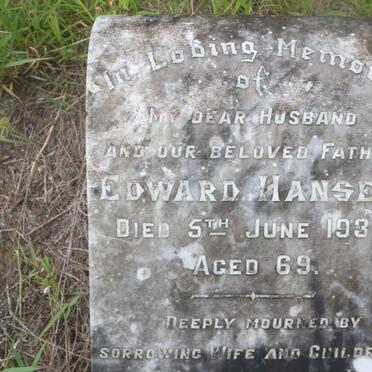 In Loving Memo
of
My dear Husband
and our beloved Fath
Edward Hanse
Died 5th June 193
Aged 69.
Deeply mourned by
sorrowing Wife and Child